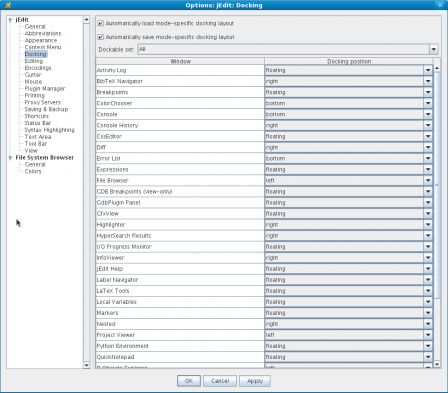 Options: jEdit: Docking
jEdit
General
Abbreviations
Appearance
Context Menu
Docking
Editing
Encodings
Gutter
Mouse
Plugin Manager
Printing
Proxy Servers
Saving & Backup
Shortcuts
Status Bar
Syntax Highlighting
Text Area
Tool Bar
View
File System Browser
General
Colors
Automatically load mode-specific docking layout
Automatically save mode-specific docking layout
Dockable set: All
Window Docking position
Activity Log floating
BibTeX Navigator right
Breakpoints floating
ColorChooser bottom
Console bottom
Console History right
CssEditor floating
Diff right
Error List bottom
Expressions floating
File Browser left
GDB Breakpoints (view-only) floating
GdbPlugin Panel floating
GfxView floating
Highlighter right
HyperSearch Results right
I/O Progress Monitor floating
InfoViewer right
jEdit Help floating
Label Navigator floating
LaTeX Tools floating
Local Variables floating
Markers floating
Nested right
Project Viewer left
Python Environment floating
QuickNotepad floating
OK Cancel Apply